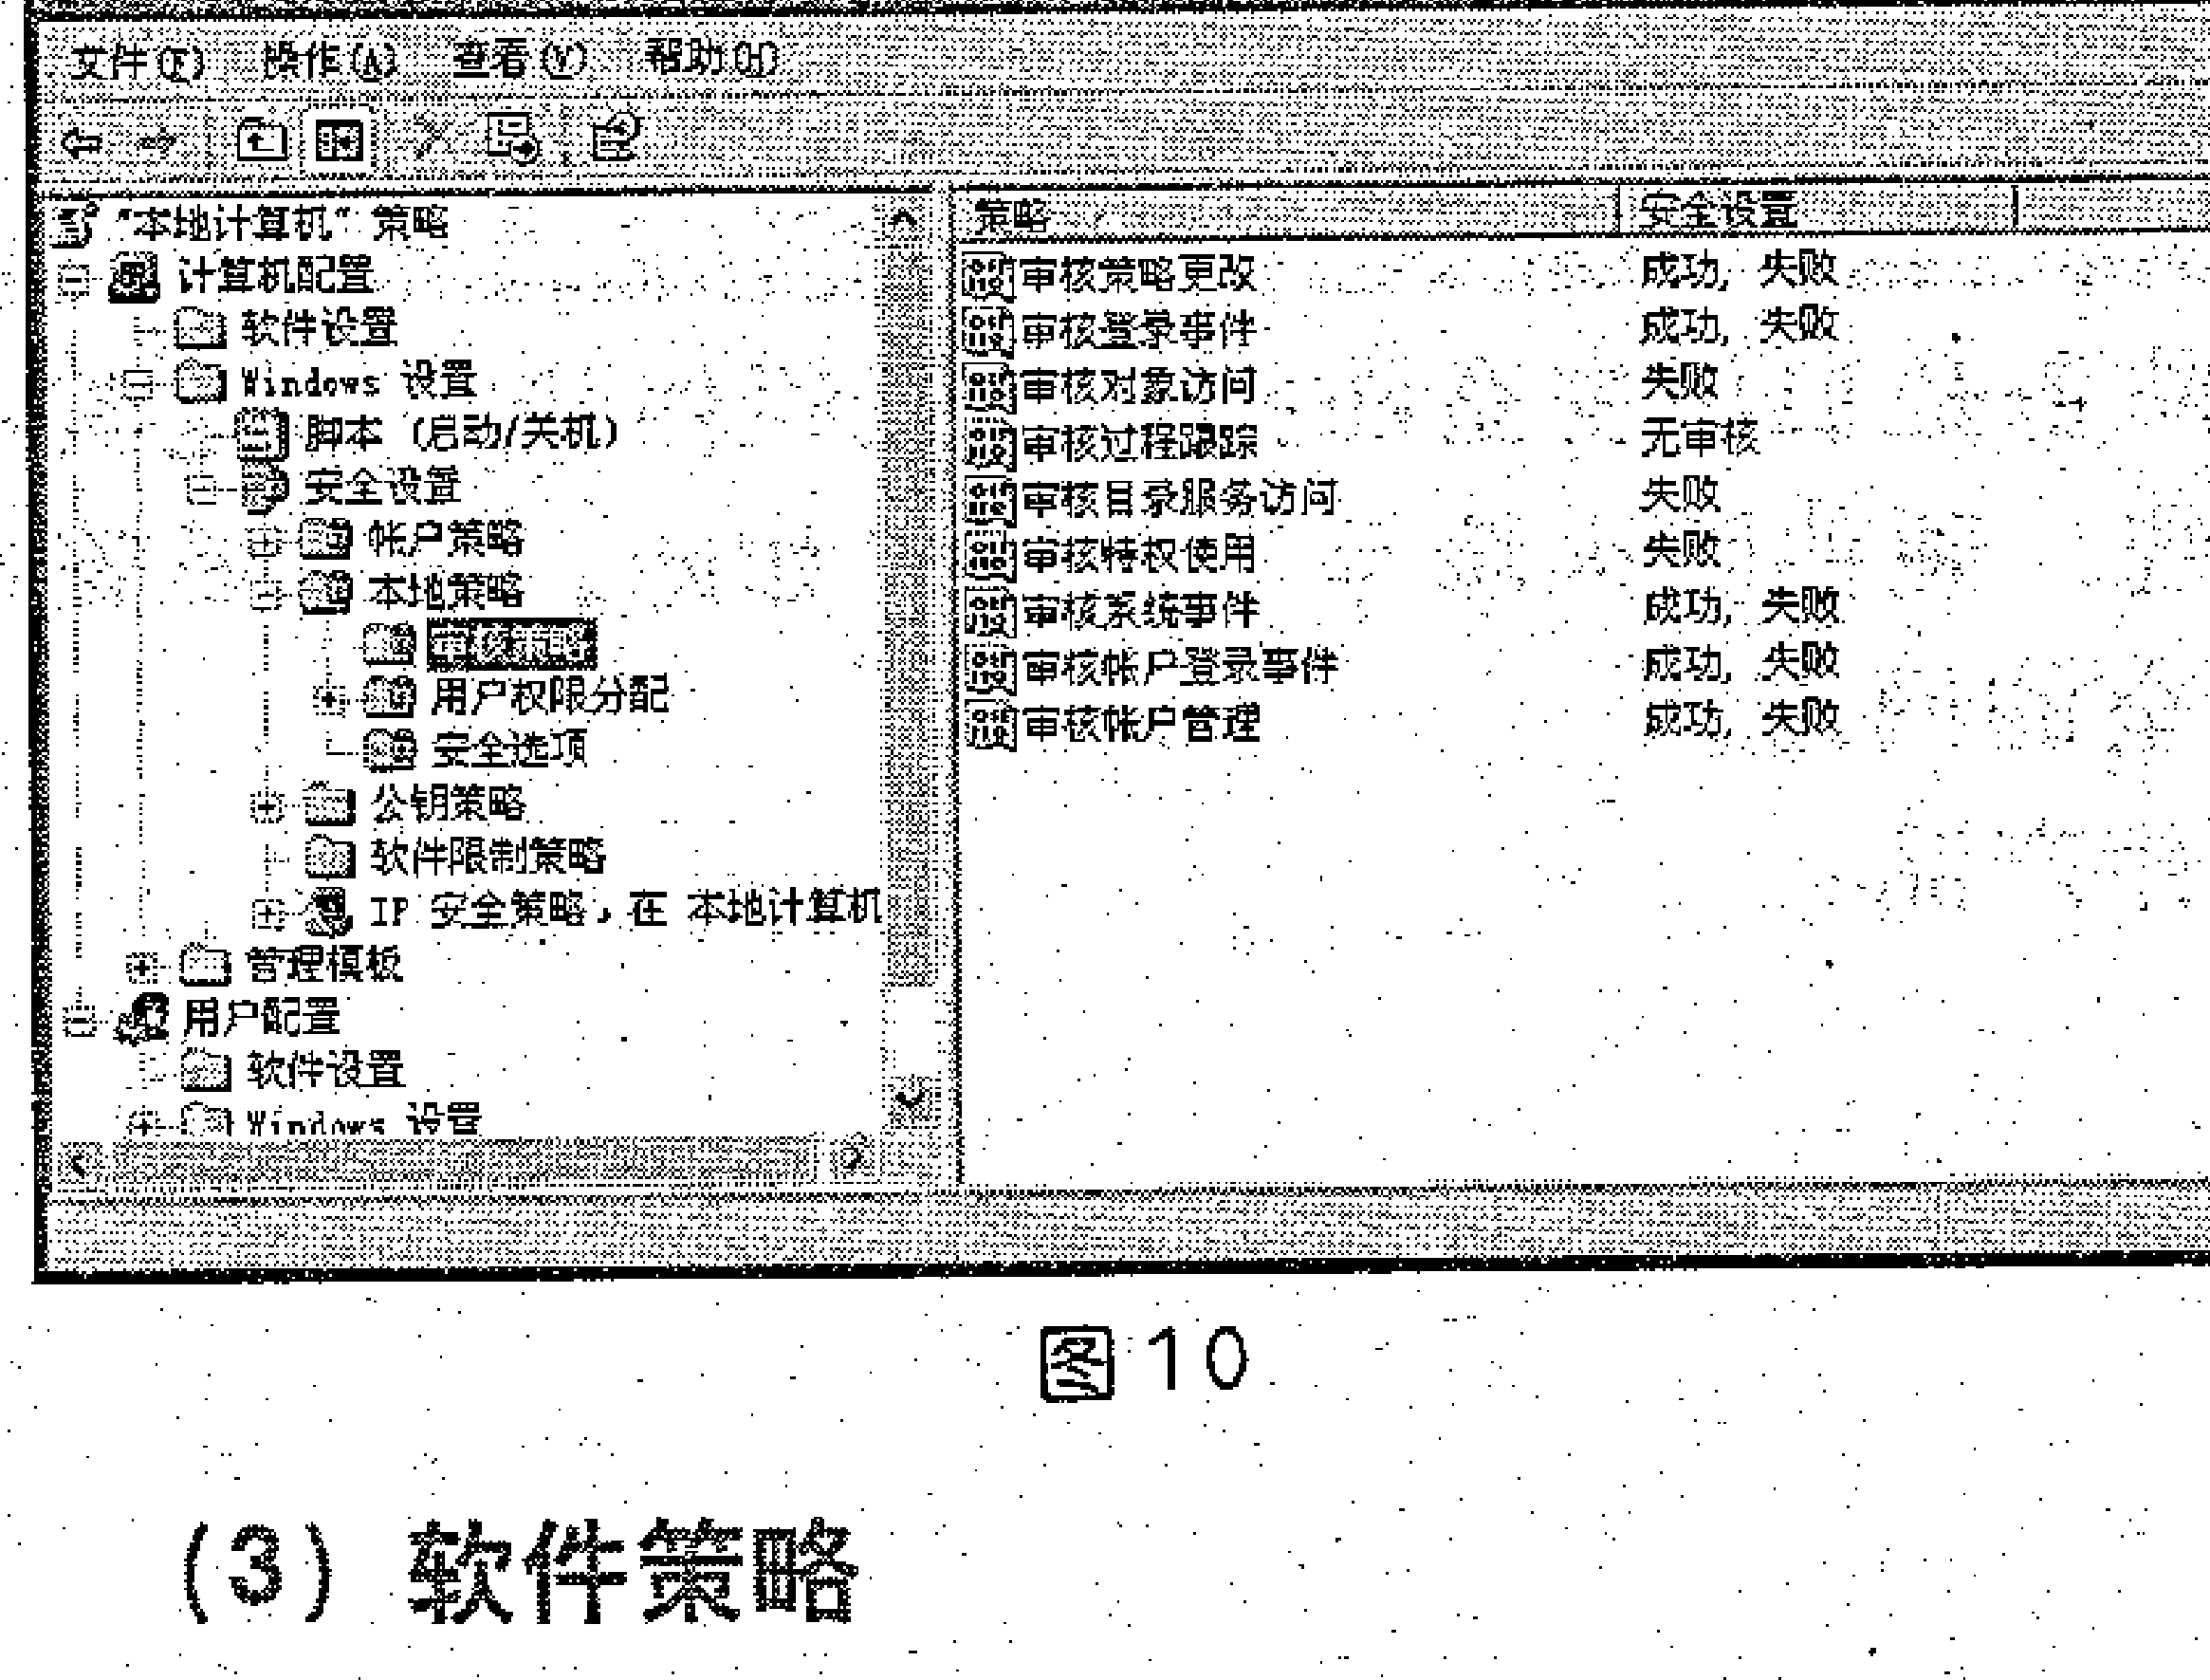 文件(F) 操作(A) 查看(V) 帮助(H)
"本地计算机" 策略
计算机配置
软件设置
Windows 设置
脚本 (启动/关机)
安全设置
帐户策略
本地策略
审核策略
用户权限分配
安全选项
公钥策略
软件限制策略
IP 安全策略，在 本地计算机
管理模板
用户配置
软件设置
Windows 设置
策略 安全设置
审核策略更改 成功, 失败
审核登录事件 成功, 失败
审核对象访问 失败
审核过程跟踪 无审核
审核目录服务访问 失败
审核特权使用 失败
审核系统事件 成功, 失败
审核帐户登录事件 成功, 失败
审核帐户管理 成功, 失败
图10
(3) 软件策略